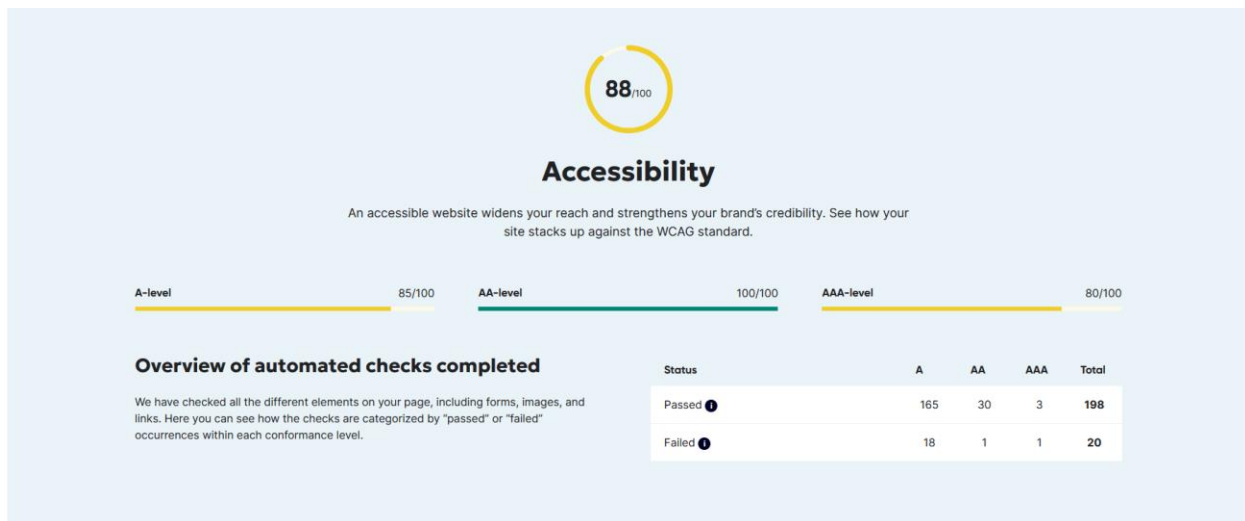 88/100
Accessibility
An accessible website widens your reach and strengthens your brand's credibility. See how your
site stacks up against the WCAG standard.
A-level 85/100 AA-level 100/100 AAA-level 80/100
Overview of automated checks completed
We have checked all the different elements on your page, including forms, images, and
links. Here you can see how the checks are categorized by "passed" or "failed"
occurrences within each conformance level.
Status A AA AAA Total
Passed i 165 30 3 198
Failed i 18 1 1 20